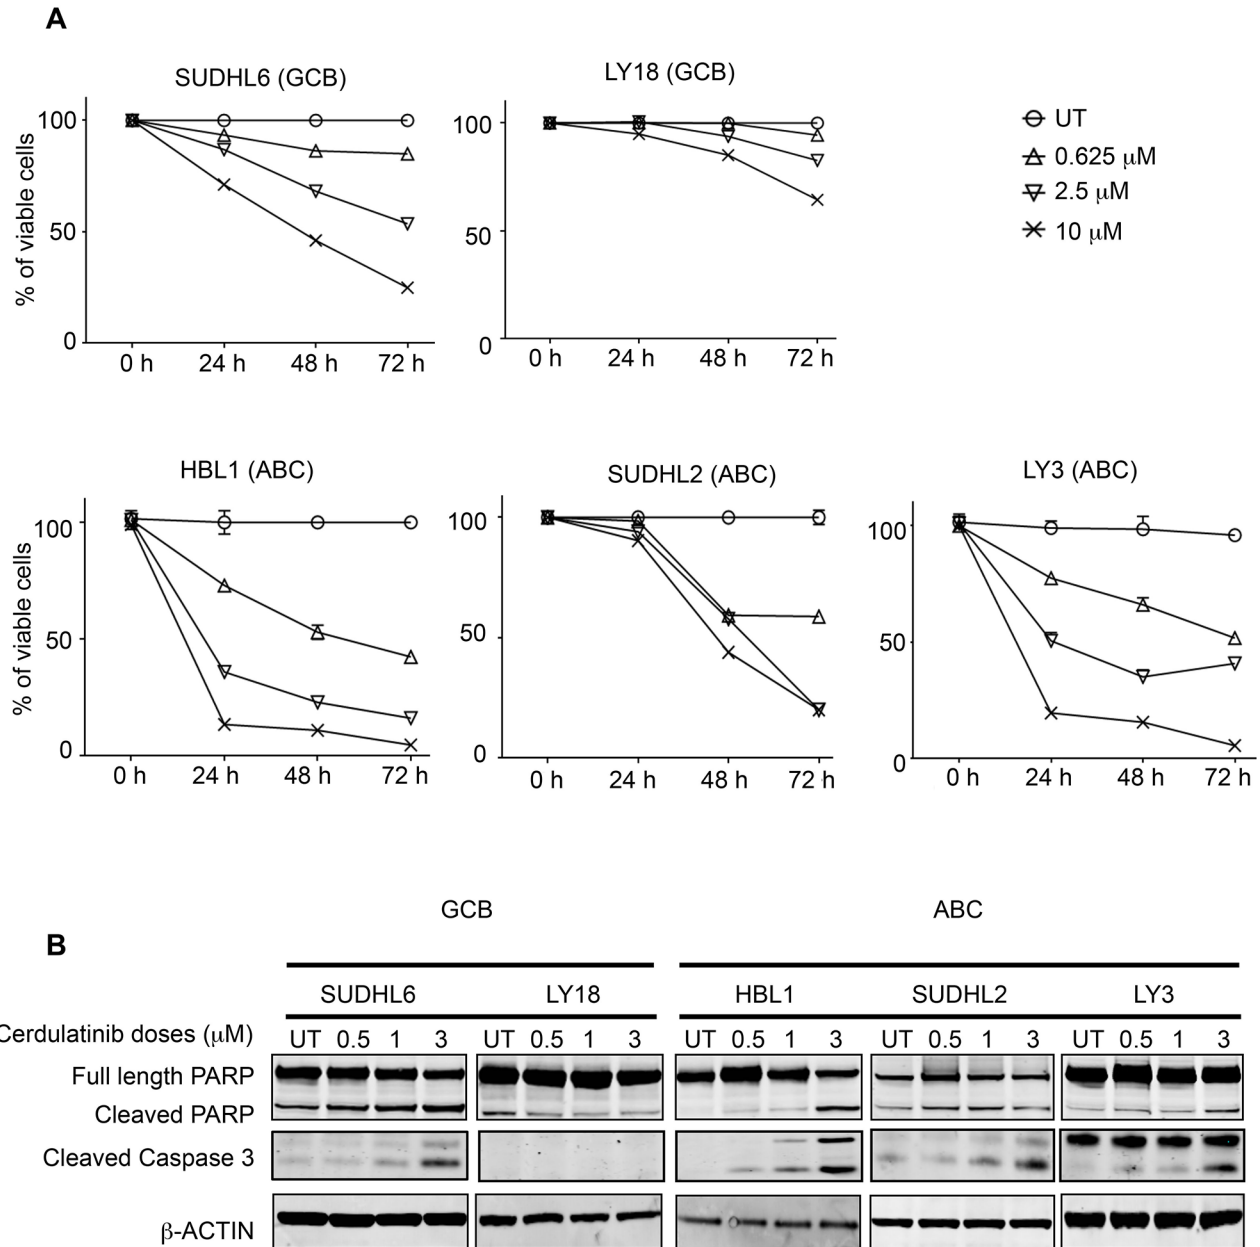 A
SUDHL6 (GCB)
LY18 (GCB)
% of viable cells
100
50
0
0 h 24 h 48 h 72 h
100
50
0
0 h 24 h 48 h 72 h
UT
0.625 μM
2.5 μM
10 μM
HBL1 (ABC)
SUDHL2 (ABC)
LY3 (ABC)
% of viable cells
100
50
0
0 h 24 h 48 h 72 h
100
50
0
0 h 24 h 48 h 72 h
100
50
0
0 h 24 h 48 h 72 h
GCB ABC
B
SUDHL6 LY18 HBL1 SUDHL2 LY3
Cerdulatinib doses (μM) UT 0.5 1 3 UT 0.5 1 3 UT 0.5 1 3 UT 0.5 1 3 UT 0.5 1 3
Full length PARP
Cleaved PARP
Cleaved Caspase 3
β-ACTIN